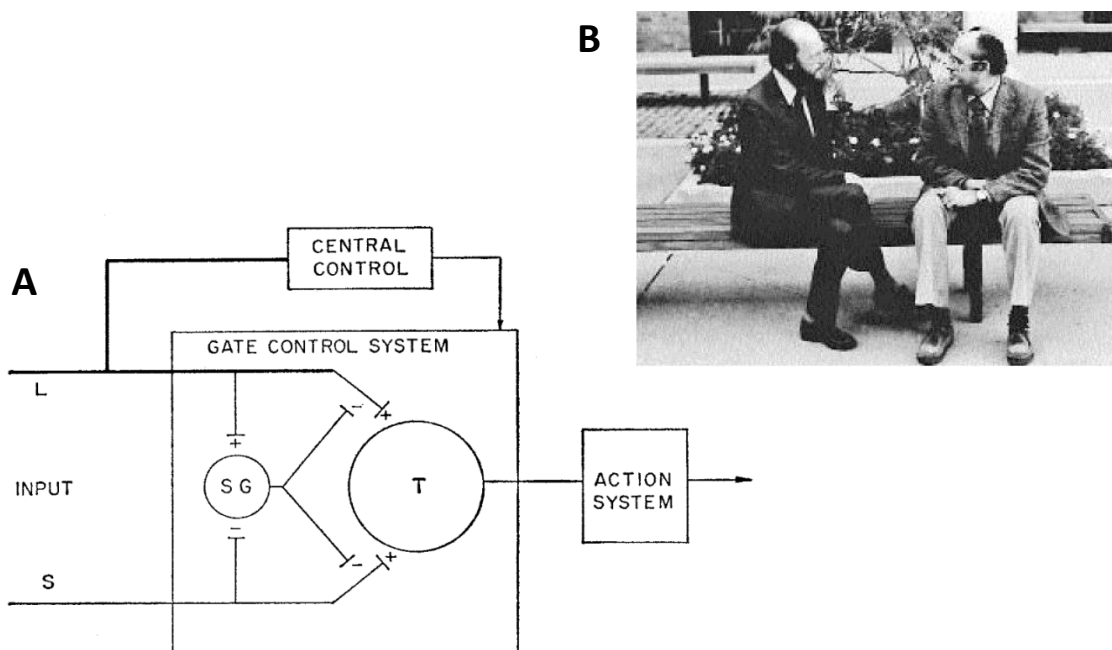 B
A
CENTRAL
CONTROL
GATE CONTROL SYSTEM
L
+
-
+
SG
T
INPUT
ACTION
SYSTEM
-
-
+
S